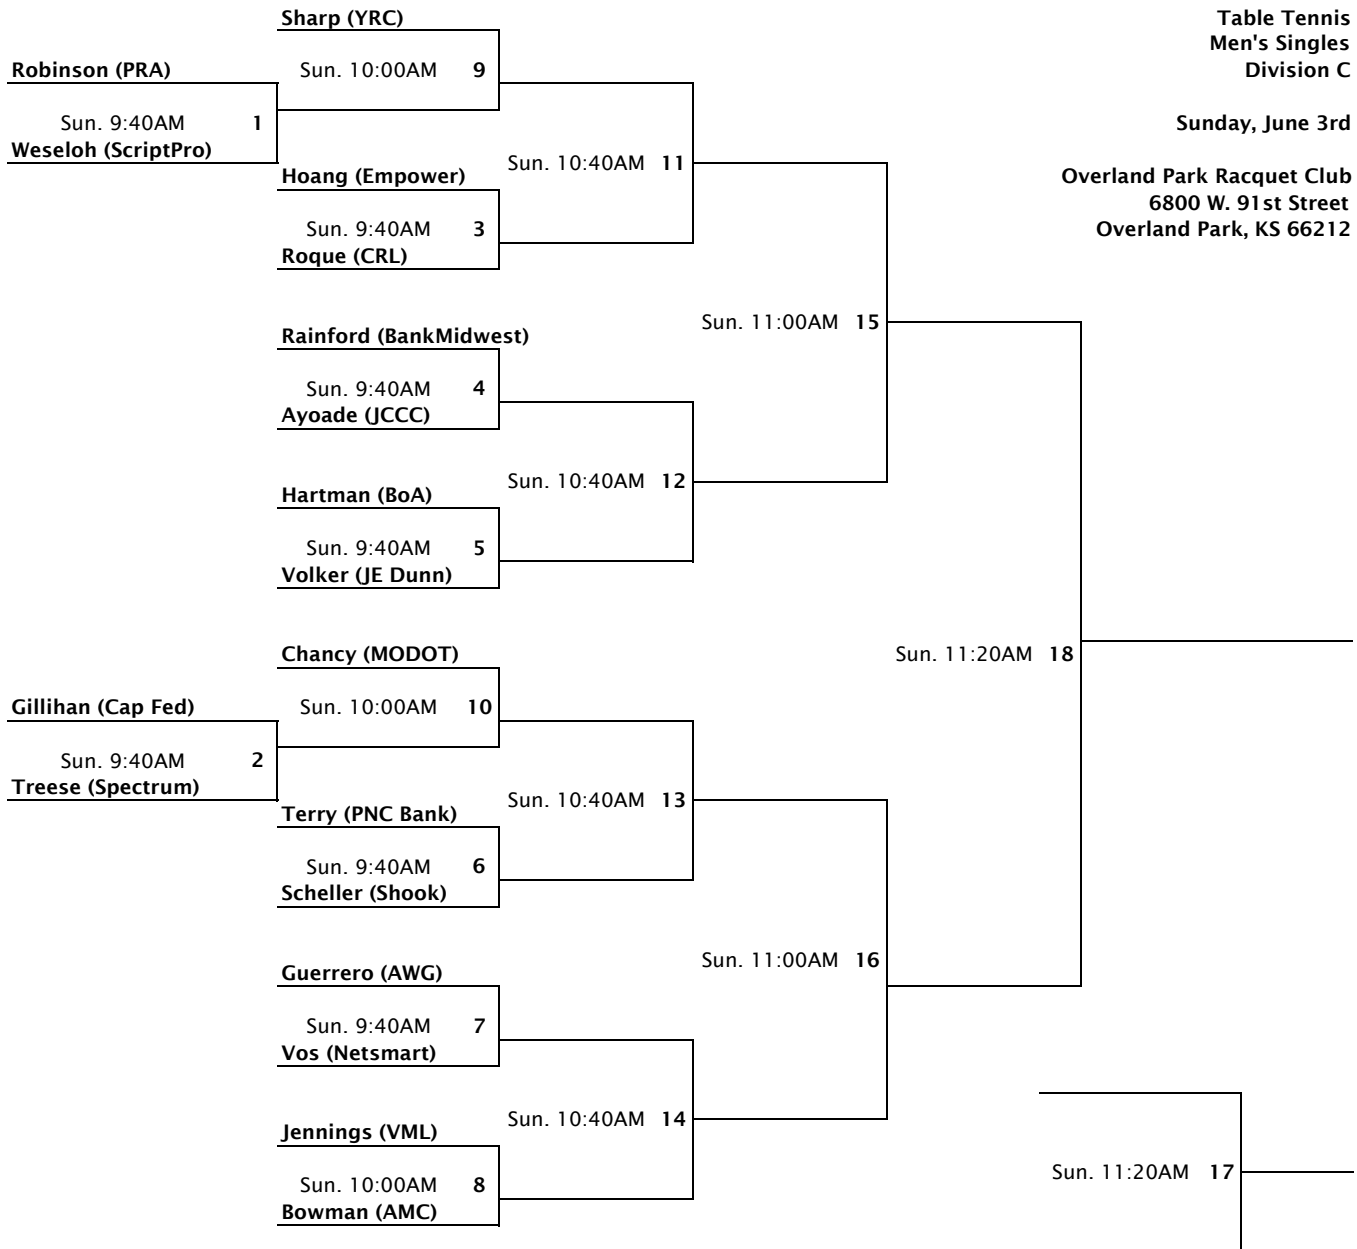 Sharp (YRC)
Table Tennis
Men's Singles
Robinson (PRA)
Sun. 10:00AM 9
Division C
Sun. 9:40AM 1
Sunday, June 3rd
Weseloh (ScriptPro)
Sun. 10:40AM 11
Hoang (Empower)
Overland Park Racquet Club
6800 W. 91st Street
Sun. 9:40AM 3
Overland Park, KS 66212
Roque (CRL)
Sun. 11:00AM 15
Rainford (BankMidwest)
Sun. 9:40AM 4
Ayoade (JCCC)
Sun. 10:40AM 12
Hartman (BoA)
Sun. 9:40AM 5
Volker (JE Dunn)
Chancy (MODOT)
Sun. 11:20AM 18
Gillihan (Cap Fed)
Sun. 10:00AM 10
Sun. 9:40AM 2
Treese (Spectrum)
Sun. 10:40AM 13
Terry (PNC Bank)
Sun. 9:40AM 6
Scheller (Shook)
Sun. 11:00AM 16
Guerrero (AWG)
Sun. 9:40AM 7
Vos (Netsmart)
Sun. 10:40AM 14
Jennings (VML)
Sun. 11:20AM 17
Sun. 10:00AM 8
Bowman (AMC)